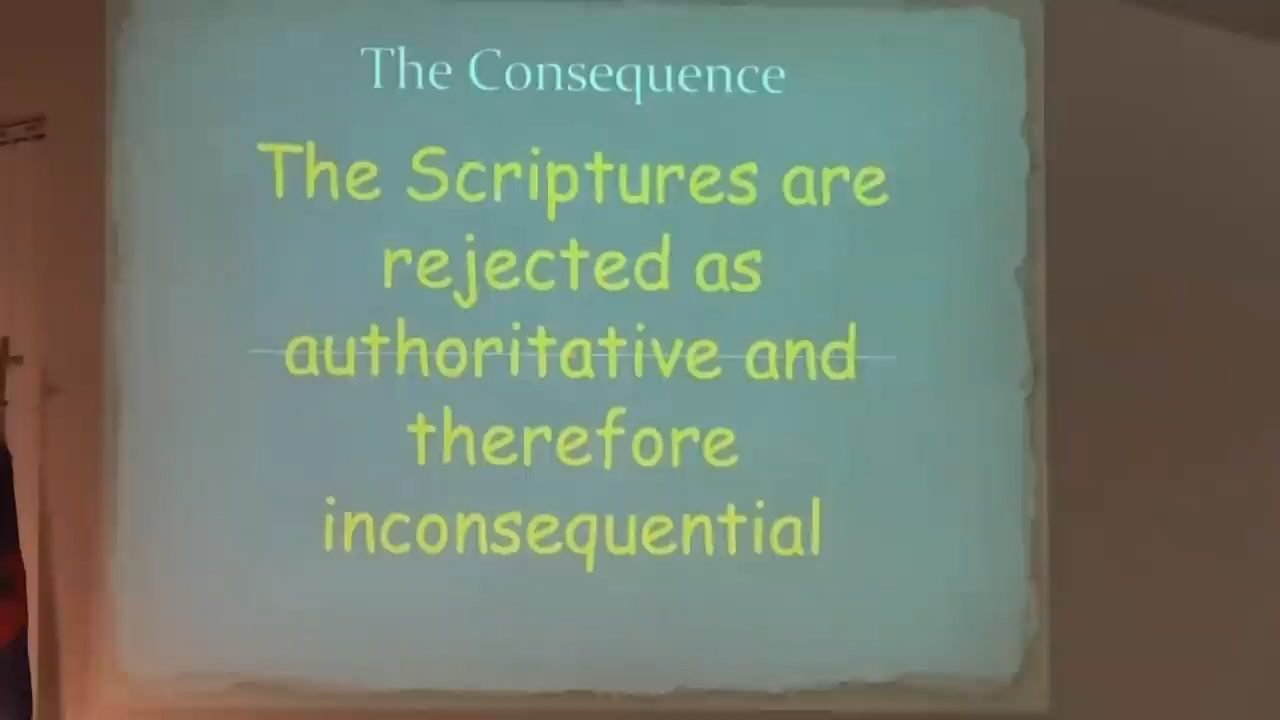 The Consequence
The Scriptures are
rejected as
authoritative and
therefore
inconsequential